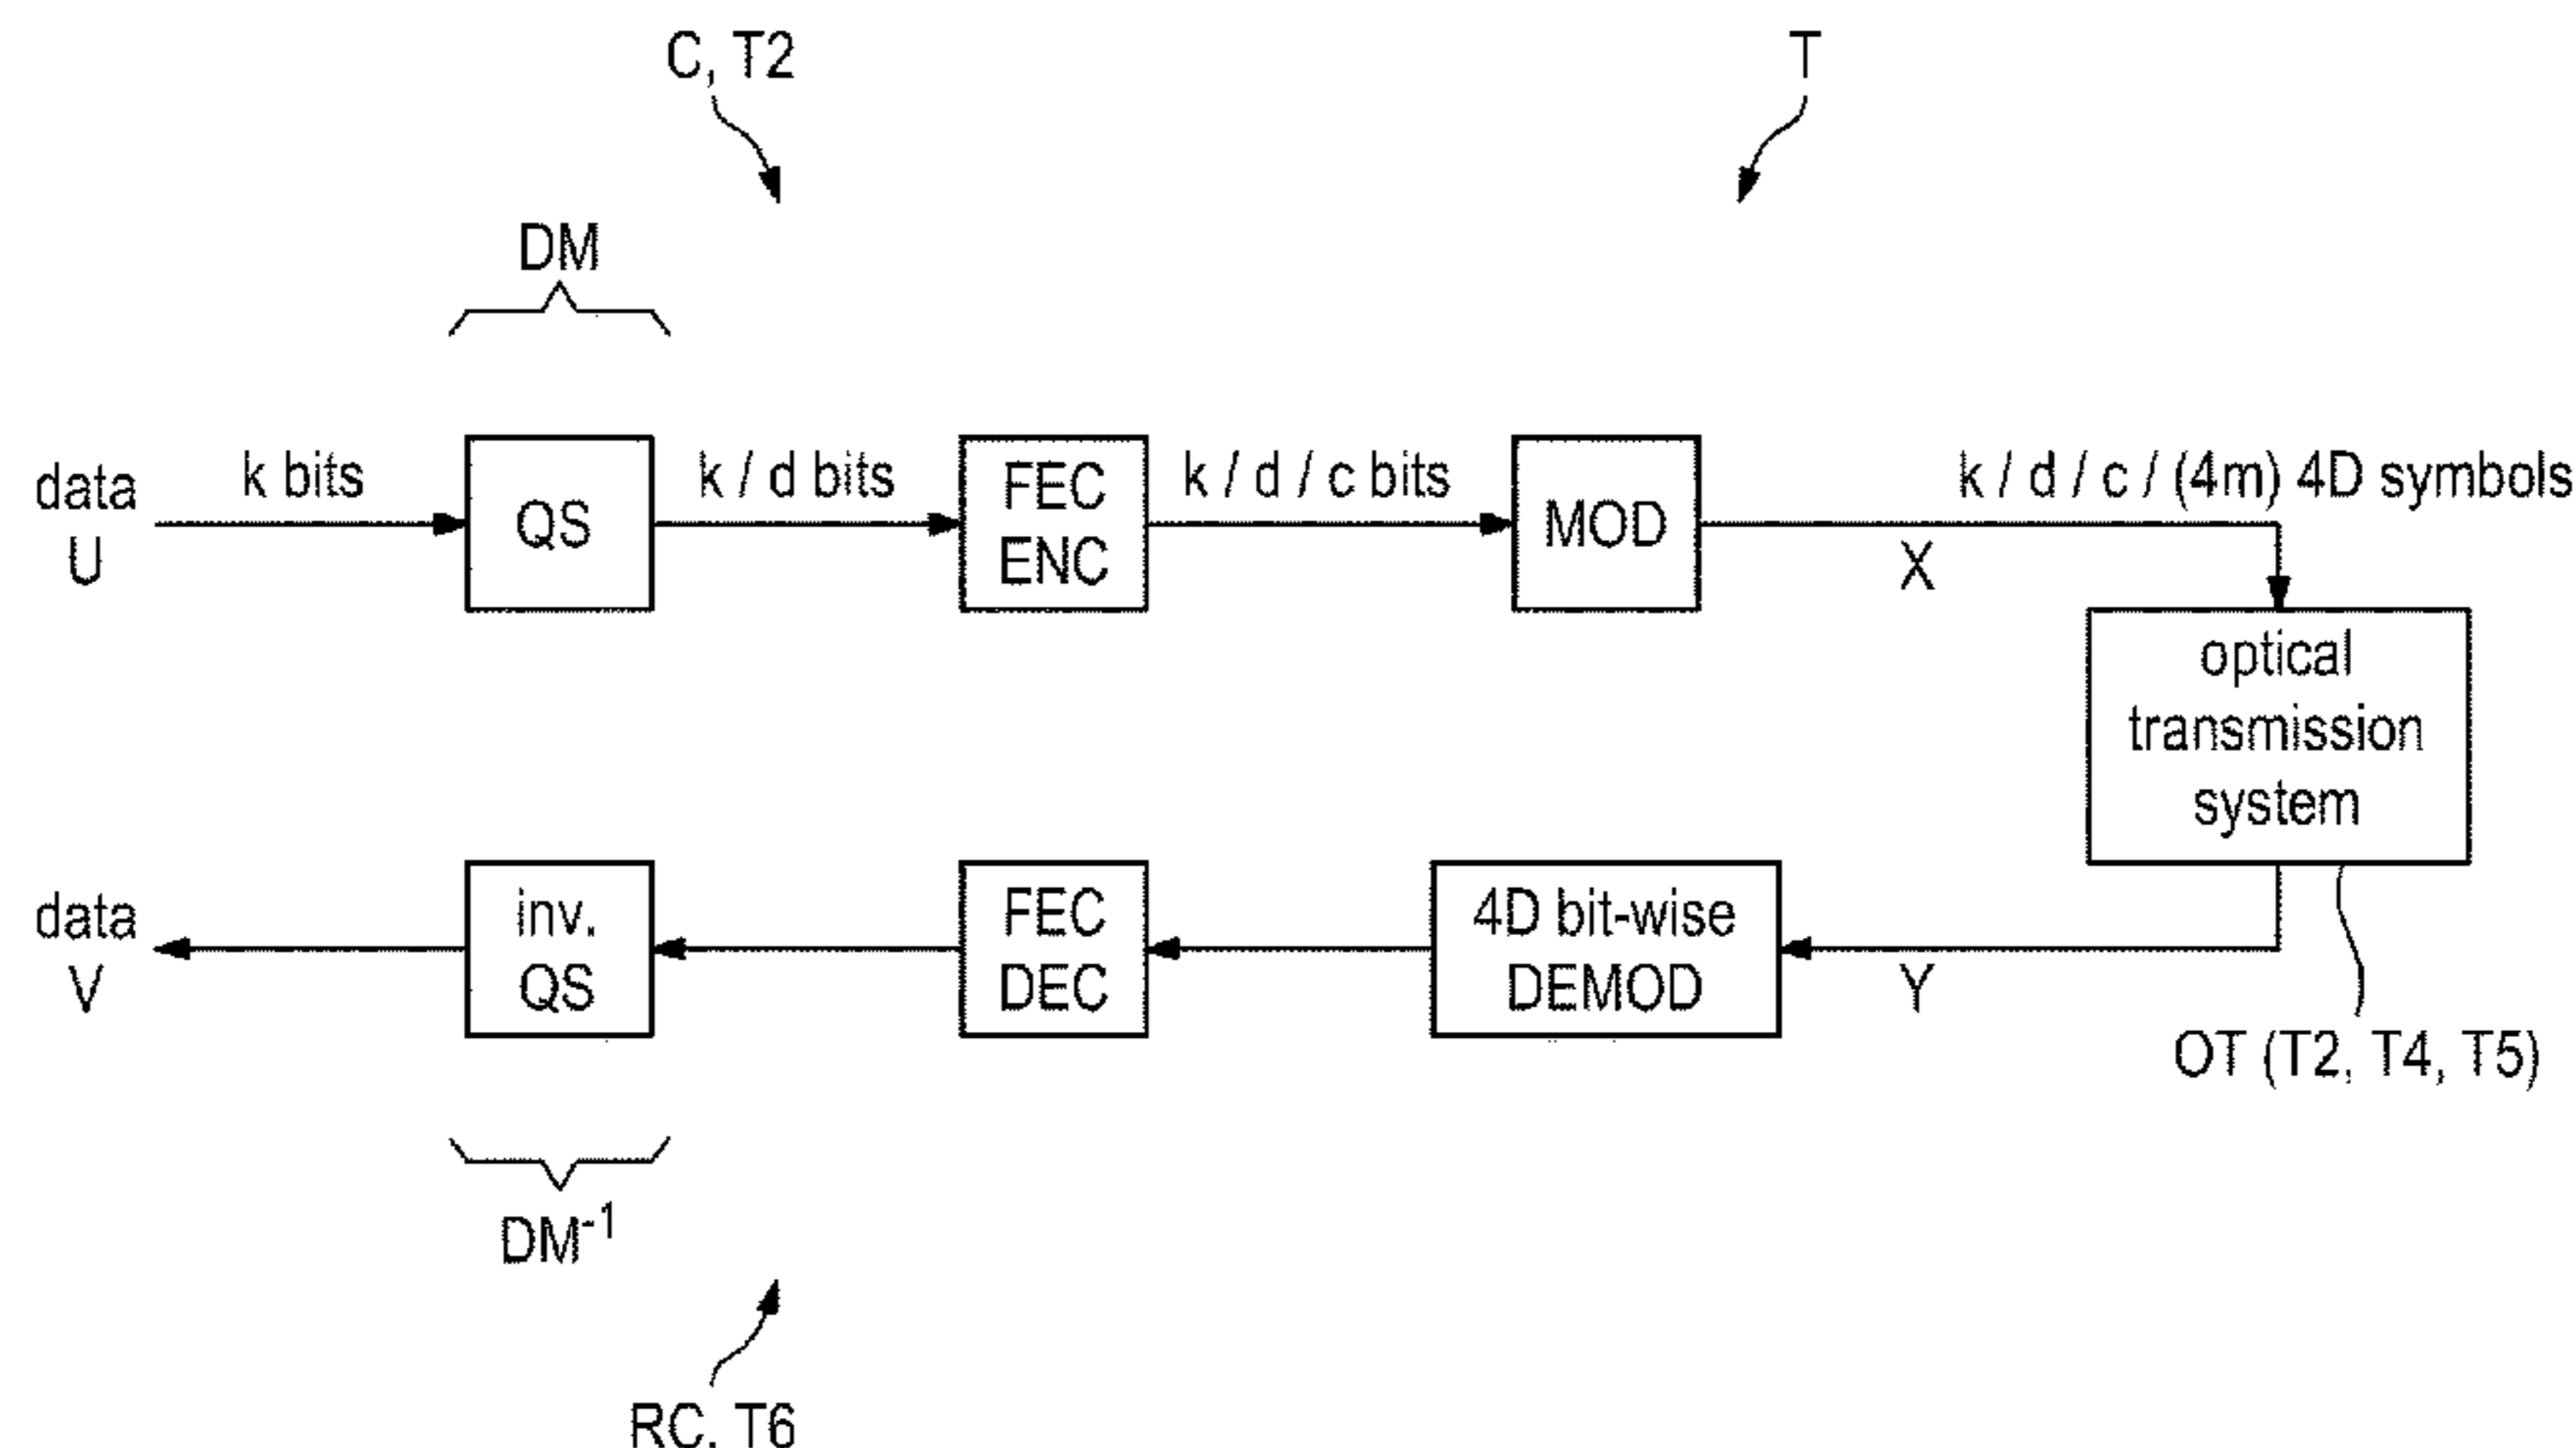 C, T2
T
DM
data
U
k bits
QS
k / d bits
FEC
ENC
k / d / c bits
MOD
k / d / c / (4m) 4D symbols
X
optical
transmission
system
data
V
inv.
QS
FEC
DEC
4D bit-wise
DEMOD
Y
OT (T2, T4, T5)
DM⁻¹
RC, T6